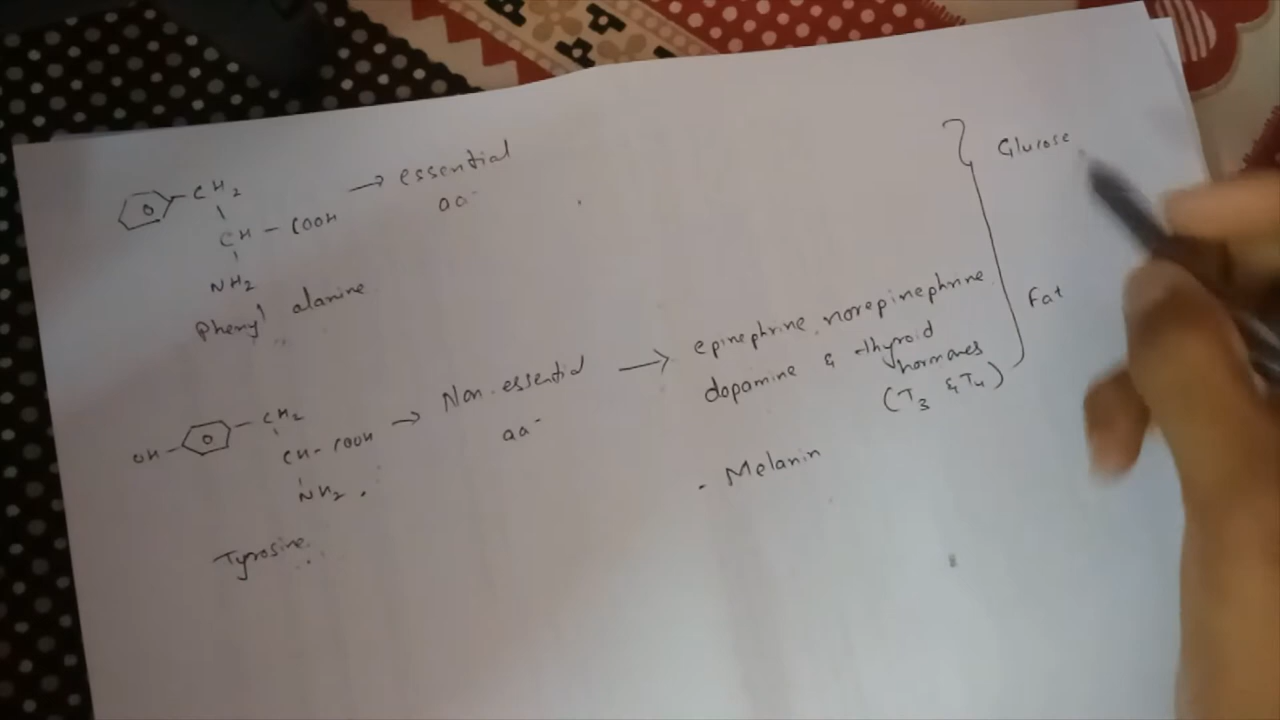 CH2 → essential
CH - COOH aa-
NH2
Phenyl alanine
OH CH2 → Non-essential → epinephrine, norepinephrine
CH - COOH aa- dopamine & thyroid
NH2 . hormones
(T3 & T4)
Tyrosine
- Melanin
Glucose
Fat